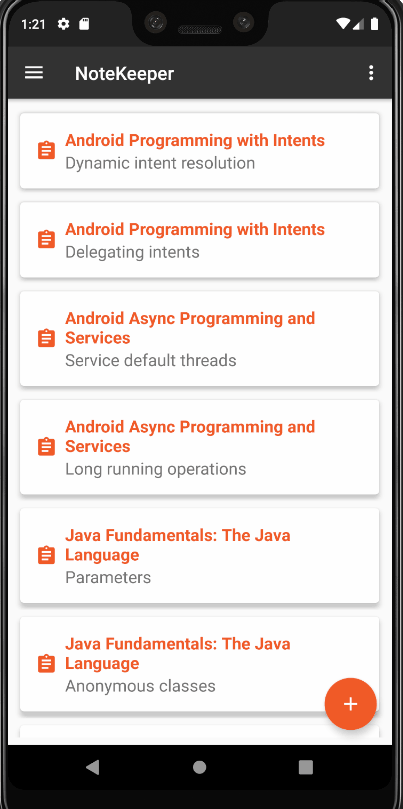 1:21
NoteKeeper
Android Programming with Intents
Dynamic intent resolution
Android Programming with Intents
Delegating intents
Android Async Programming and
Services
Service default threads
Android Async Programming and
Services
Long running operations
Java Fundamentals: The Java
Language
Parameters
Java Fundamentals: The Java
Language
Anonymous classes